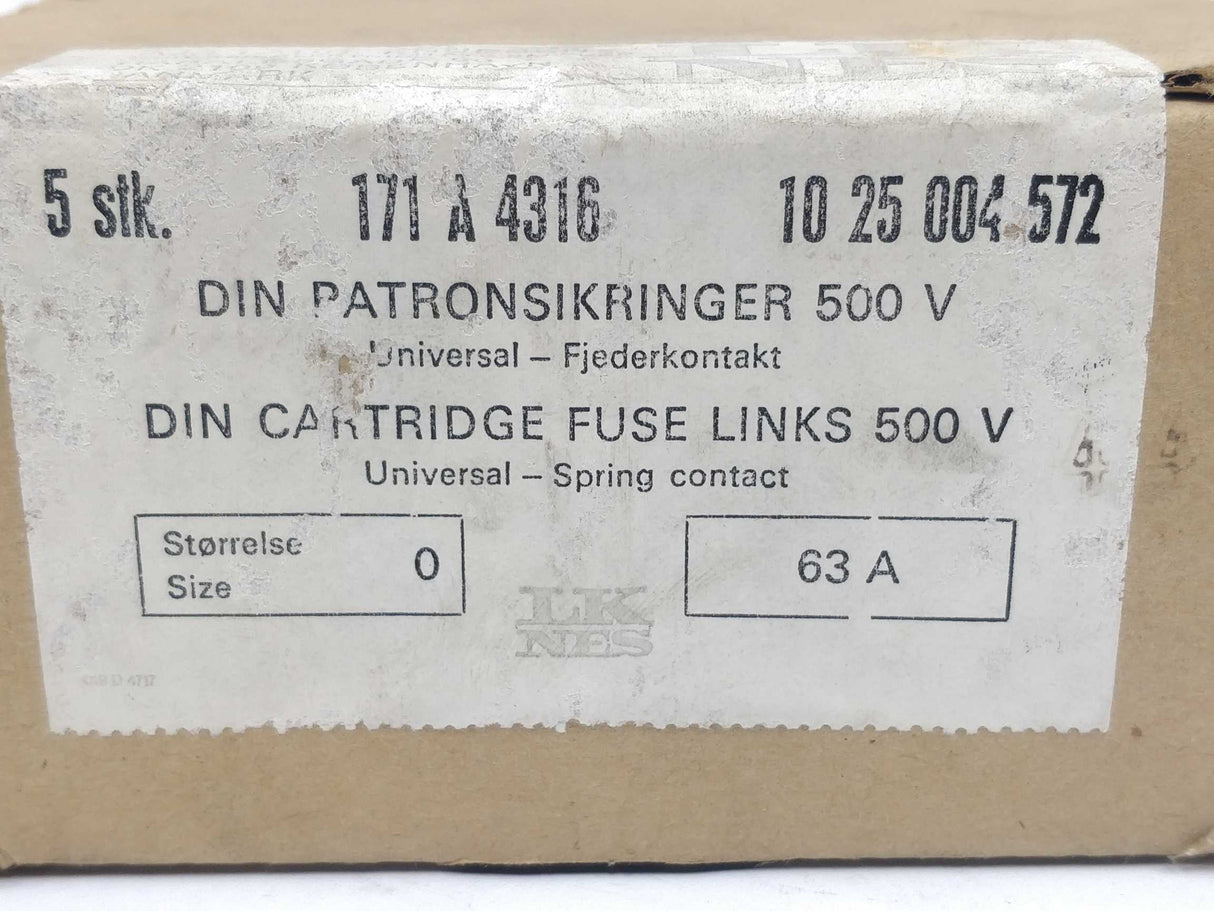 DANMARK
5 stk. 171 A 4316 10 25 004 572
DIN PATRONSIKRINGER 500 V
Universal – Fjederkontakt
DIN CARTRIDGE FUSE LINKS 500 V
Universal – Spring contact
Størrelse
Size 0
63 A
LK
NES